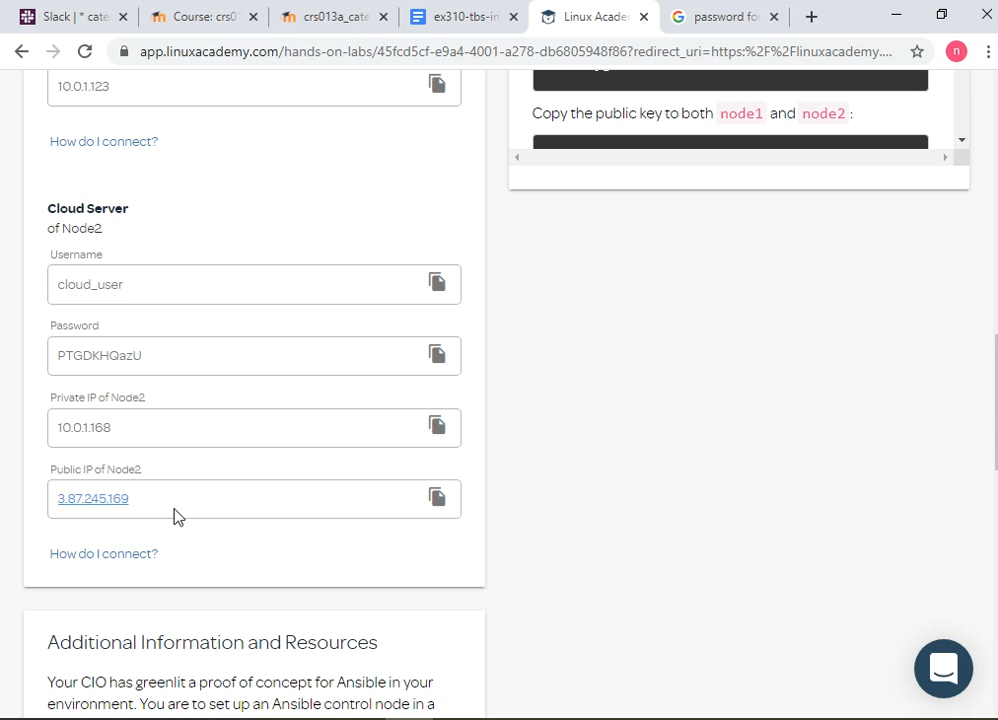 Slack | * cate
Course: crs0
crs013a_cate
ex310-tbs-in
Linux Acade
password fo
app.linuxacademy.com/hands-on-labs/45fcd5cf-e9a4-4001-a278-db6805948f86?redirect_uri=https:%2F%2Flinuxacademy....
n
10.0.1.123
How do I connect?
Cloud Server
of Node2
Username
cloud_user
Password
PTGDKHQazU
Private IP of Node2
10.0.1.168
Public IP of Node2
3.87.245.169
How do I connect?
Additional Information and Resources
Your CIO has greenlit a proof of concept for Ansible in your
environment. You are to set up an Ansible control node in a
Copy the public key to both node1 and node2 :